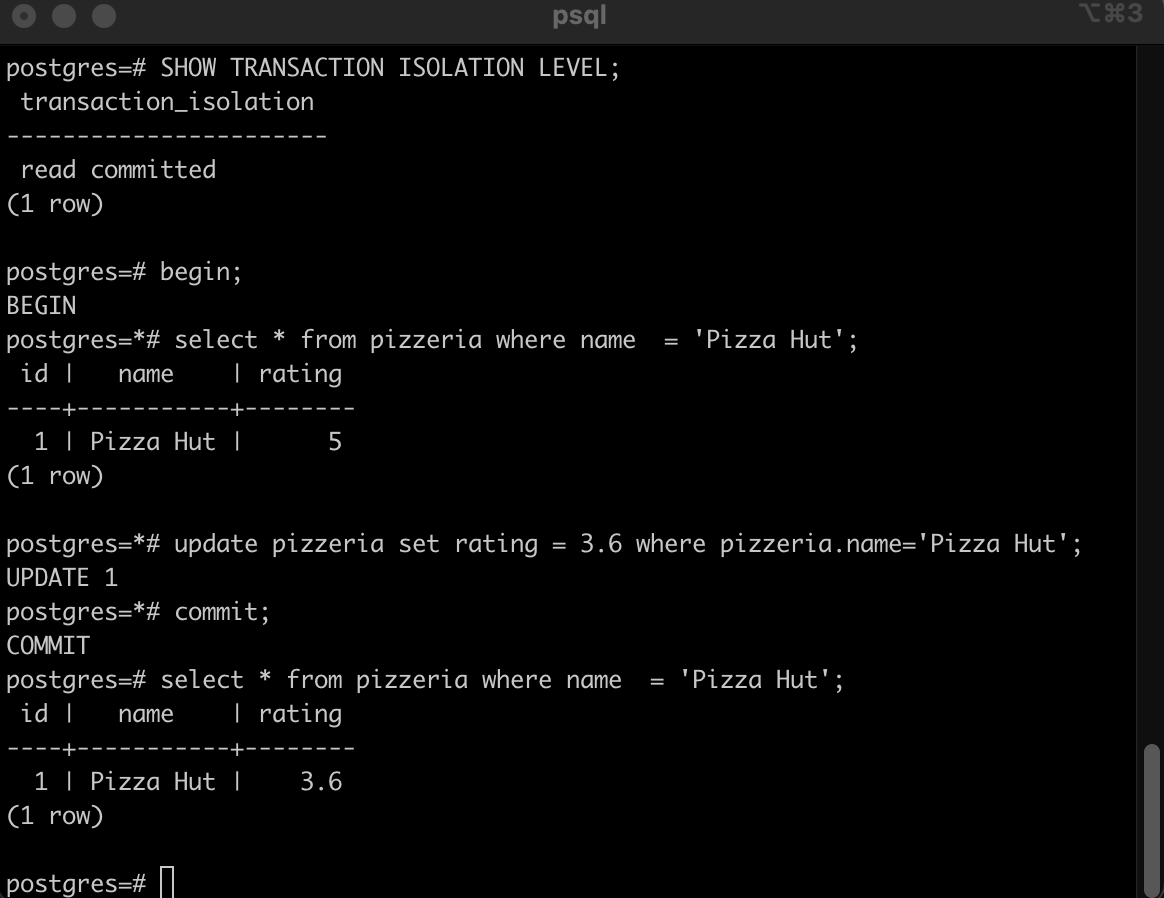 psql
⌥⌘3
postgres=# SHOW TRANSACTION ISOLATION LEVEL;
 transaction_isolation
-----------------------
 read committed
(1 row)

postgres=# begin;
BEGIN
postgres=*# select * from pizzeria where name  = 'Pizza Hut';
 id |   name    | rating
----+-----------+--------
  1 | Pizza Hut |      5
(1 row)

postgres=*# update pizzeria set rating = 3.6 where pizzeria.name='Pizza Hut';
UPDATE 1
postgres=*# commit;
COMMIT
postgres=# select * from pizzeria where name  = 'Pizza Hut';
 id |   name    | rating
----+-----------+--------
  1 | Pizza Hut |    3.6
(1 row)

postgres=#